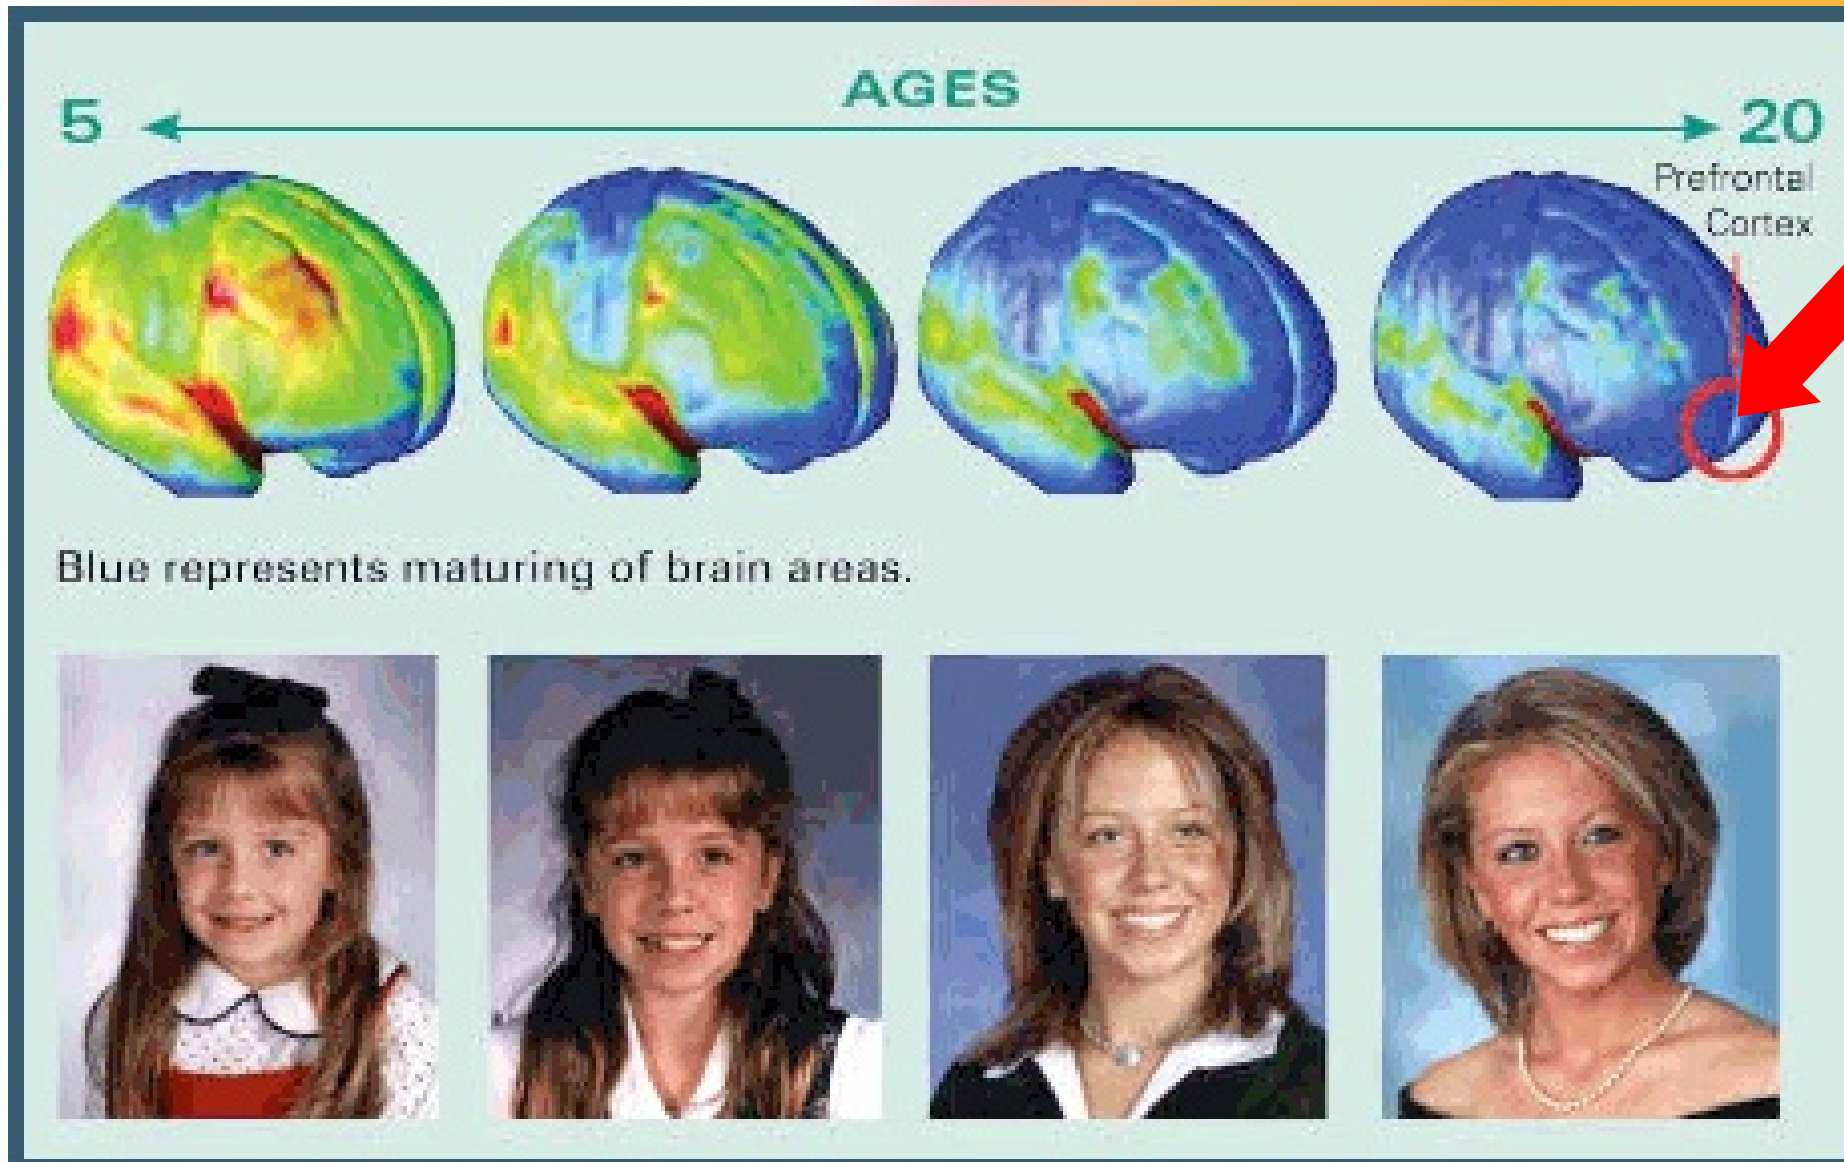 AGES
5 20
Prefrontal
Cortex
Blue represents maturing of brain areas.